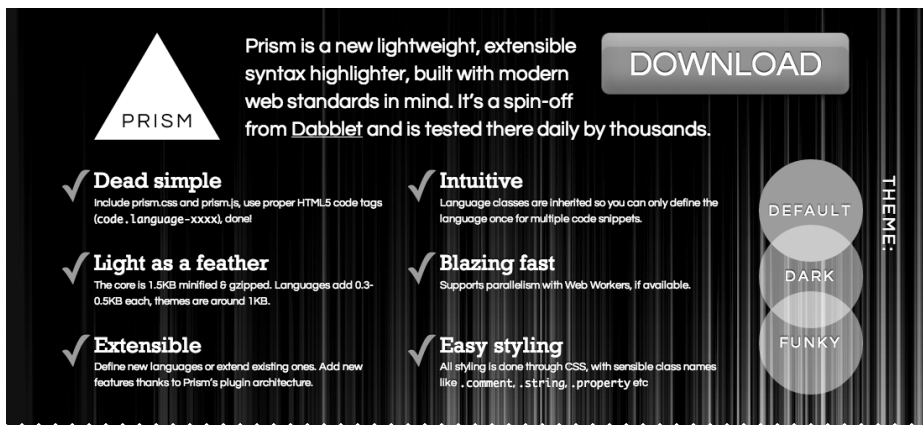 PRISM
Prism is a new lightweight, extensible
syntax highlighter, built with modern
web standards in mind. It's a spin-off
from Dabblet and is tested there daily by thousands.
DOWNLOAD
Dead simple
Include prism.css and prism.js, use proper HTML5 code tags
(code.language-xxxx), done!
Intuitive
Language classes are inherited so you can only define the
language once for multiple code snippets.
Light as a feather
The core is 1.5KB minified & gzipped. Languages add 0.3-
0.5KB each, themes are around 1KB.
Blazing fast
Supports parallelism with Web Workers, if available.
Extensible
Define new languages or extend existing ones. Add new
features thanks to Prism's plugin architecture.
Easy styling
All styling is done through CSS, with sensible class names
like .comment, .string, .property etc
THEME:
DEFAULT
DARK
FUNKY